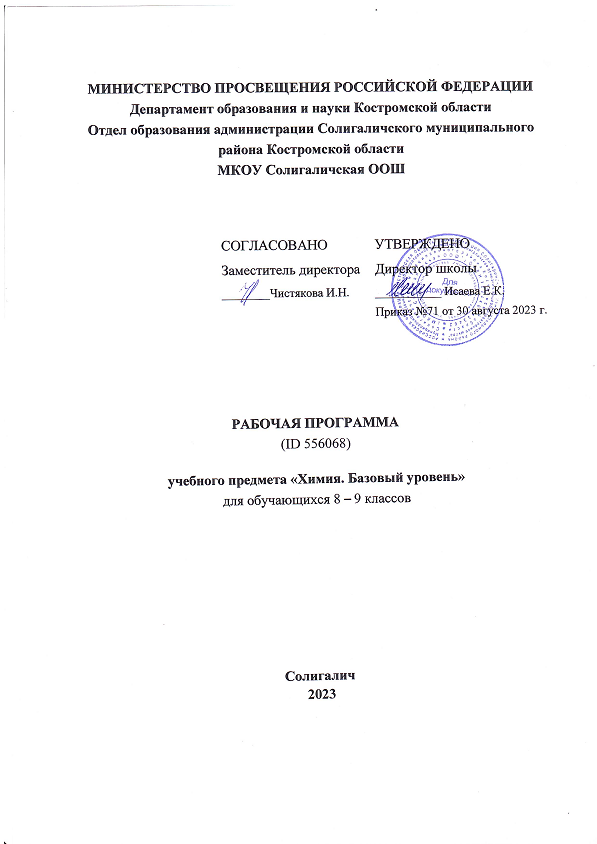 МИНИСТЕРСТВО ПРОСВЕЩЕНИЯ РОССИЙСКОЙ ФЕДЕРАЦИИ
Департамент образования и науки Костромской области
Отдел образования администрации Солигаличского муниципального
района Костромской области
МКОУ Солигаличская ООШ
СОГЛАСОВАНО
Заместитель директора
Чистякова И.Н.
УТВЕРЖДЕНО
Директор школы
Исаева Е.К.
Приказ №71 от 30 августа 2023 г.
Для
РАБОЧАЯ ПРОГРАММА
(ID 556068)
учебного предмета «Химия. Базовый уровень»
для обучающихся 8 – 9 классов
Солигалич
2023